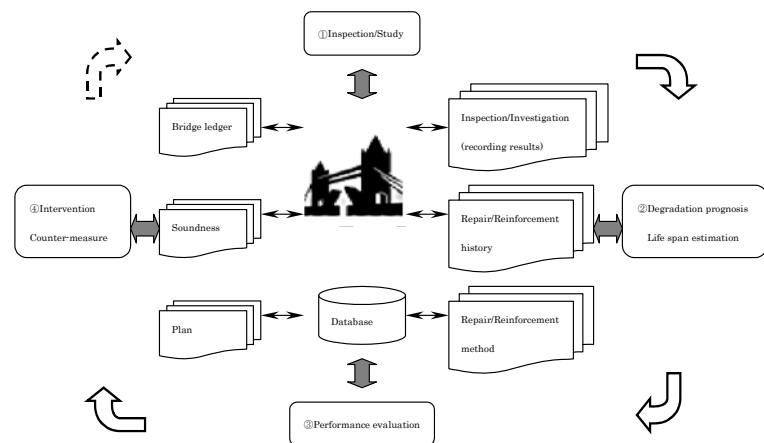 ①Inspection/Study
Bridge ledger
Inspection/Investigation
(recording results)
④Intervention
Counter-measure
Soundness
Repair/Reinforcement
history
②Degradation prognosis
Life span estimation
Plan
Database
Repair/Reinforcement
method
③Performance evaluation